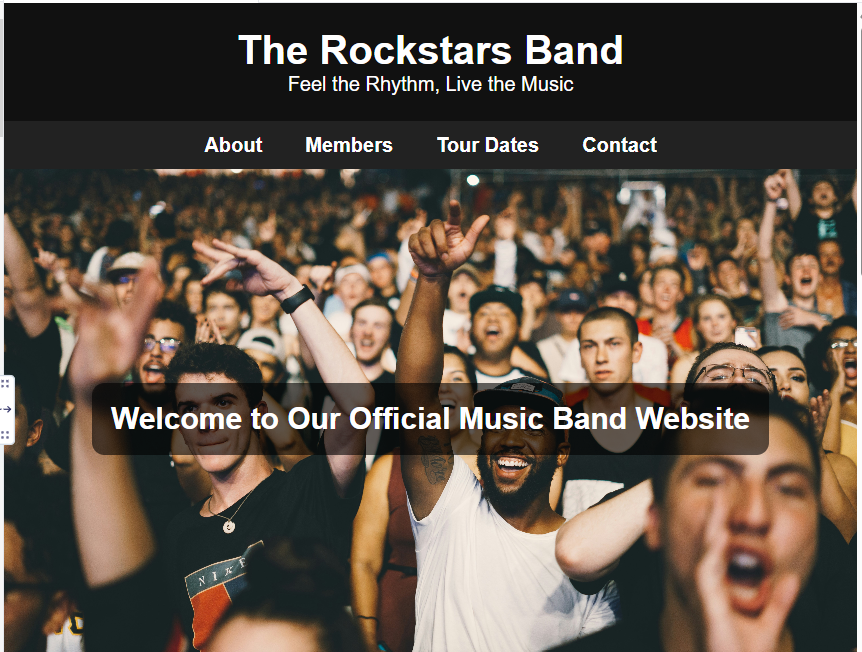 The Rockstars Band
Feel the Rhythm, Live the Music
About Members Tour Dates Contact
Welcome to Our Official Music Band Website
NIKE